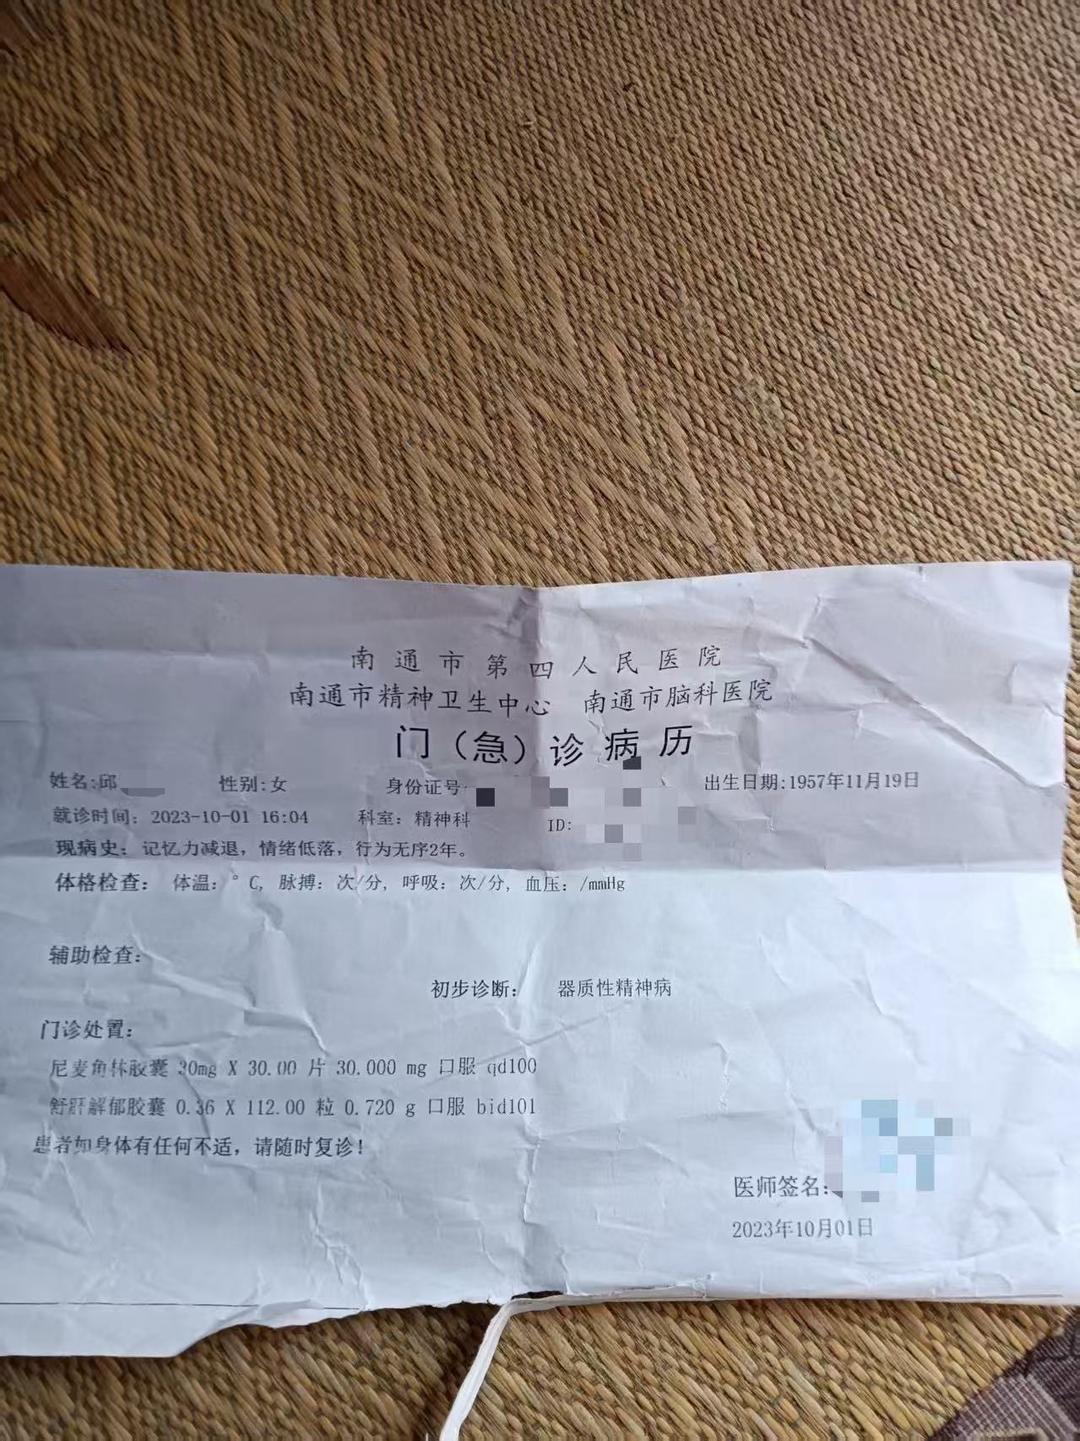 南通市第四人民医院
南通市精神卫生中心 南通市脑科医院
门（急）诊病历
姓名:邱 性别:女 身份证号: 出生日期:1957年11月19日
就诊时间: 2023-10-01 16:04 科室: 精神科 ID:
现病史: 记忆力减退, 情绪低落, 行为无序2年。
体格检查: 体温: °C, 脉搏: 次/分, 呼吸: 次/分, 血压: /mmHg
辅助检查:
初步诊断: 器质性精神病
门诊处置:
尼麦角林胶囊 30mg X 30.00 片 30.000 mg 口服 qd100
舒肝解郁胶囊 0.36 X 112.00 粒 0.720 g 口服 bid101
患者如身体有任何不适, 请随时复诊!
医师签名:
2023年10月01日